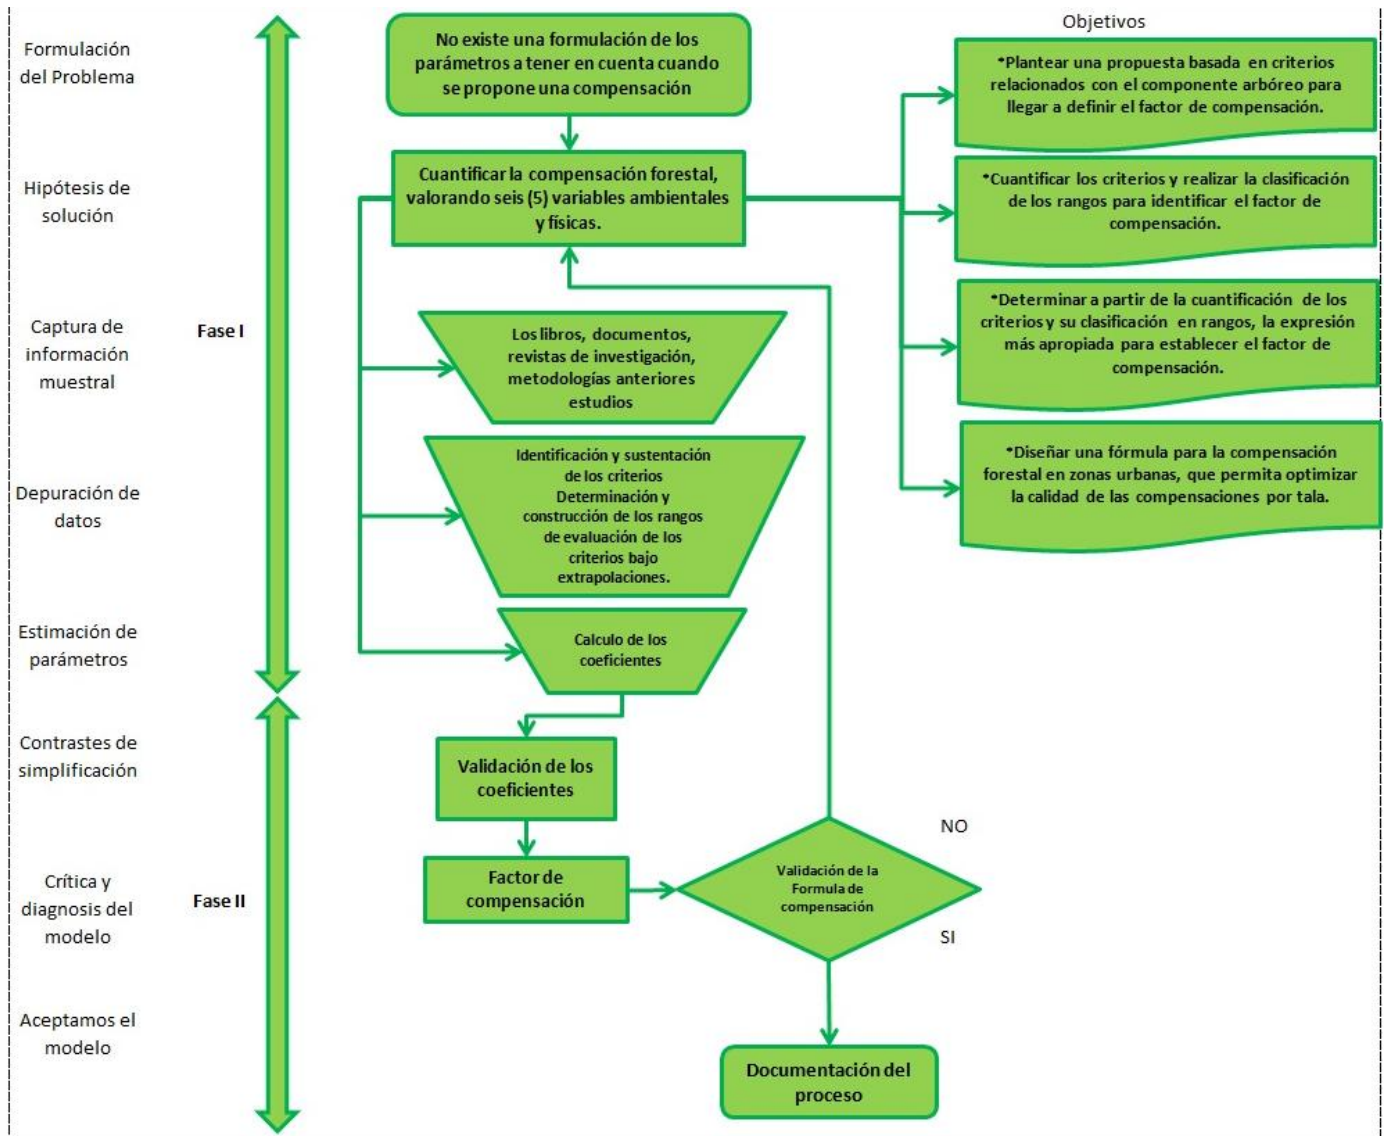 Formulación
del Problema
Hipótesis de
solución
Captura de
información
muestral
Depuración de
datos
Estimación de
parámetros
Contrastes de
simplificación
Crítica y
diagnosis del
modelo
Aceptamos el
modelo
Fase I
Fase II
No existe una formulación de los
parámetros a tener en cuenta cuando
se propone una compensación
Cuantificar la compensación forestal,
valorando seis (5) variables ambientales
y físicas.
Los libros, documentos,
revistas de investigación,
metodologías anteriores
estudios
Identificación y sustentación
de los criterios
Determinación y
construcción de los rangos
de evaluación de los
criterios bajo
extrapolaciones.
Calculo de los
coeficientes
Validación de los
coeficientes
Factor de
compensación
Validación de la
Formula de
compensación
NO
SI
Documentación del
proceso
Objetivos
*Plantear una propuesta basada en criterios
relacionados con el componente arbóreo para
llegar a definir el factor de compensación.
*Cuantificar los criterios y realizar la clasificación
de los rangos para identificar el factor de
compensación.
*Determinar a partir de la cuantificación de los
criterios y su clasificación en rangos, la expresión
más apropiada para establecer el factor de
compensación.
*Diseñar una fórmula para la compensación
forestal en zonas urbanas, que permita optimizar
la calidad de las compensaciones por tala.